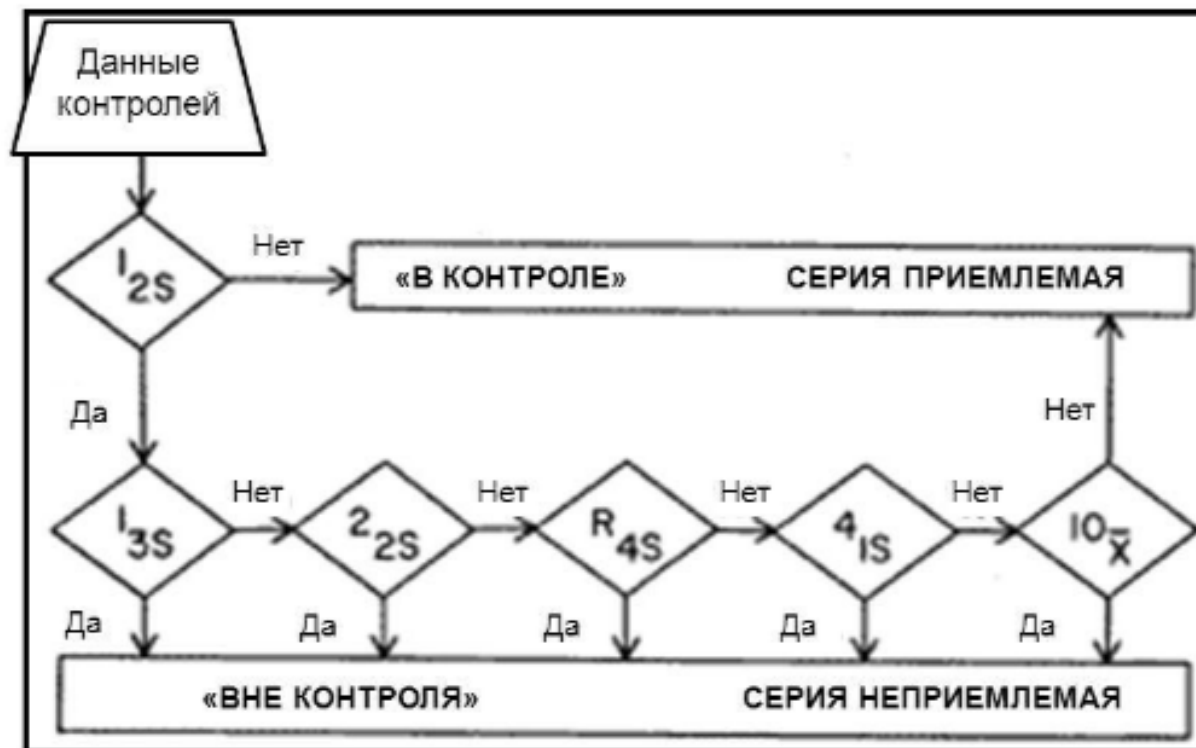 Данные
контролей
Нет
1 2S
«В КОНТРОЛЕ» СЕРИЯ ПРИЕМЛЕМАЯ
Да
Нет
Нет
Нет
Нет
Нет
1 3S
2 2S
R 4S
4 1S
10 x̄
Да
Да
Да
Да
Да
«ВНЕ КОНТРОЛЯ» СЕРИЯ НЕПРИЕМЛЕМАЯ